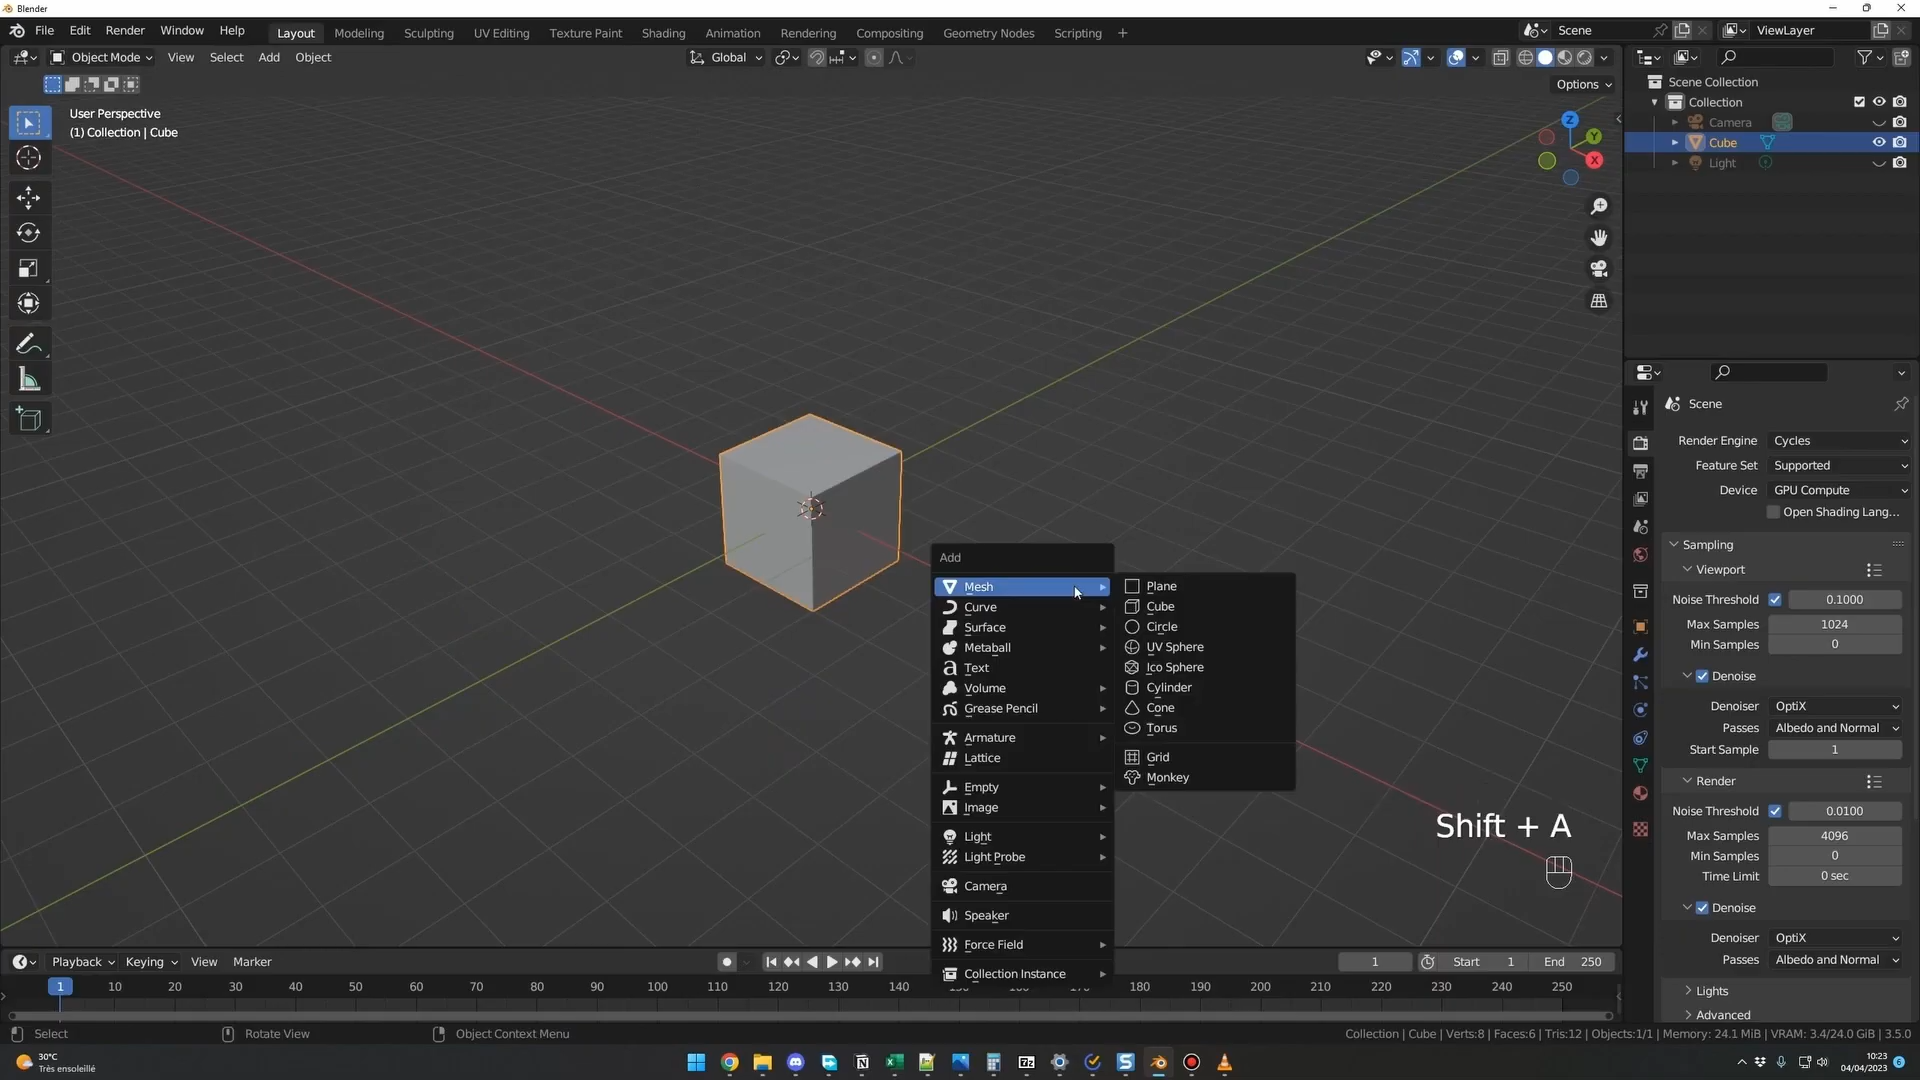 Blender
File Edit Render Window Help Layout Modeling Sculpting UV Editing Texture Paint Shading Animation Rendering Compositing Geometry Nodes Scripting + Scene ViewLayer
Object Mode View Select Add Object Global
Options
User Perspective
(1) Collection | Cube
Z
Y
X
Scene Collection
Collection
Camera
Cube
Light
Scene
Render Engine Cycles
Feature Set Supported
Device GPU Compute
Open Shading Lang...
Sampling
Viewport
Noise Threshold 0.1000
Max Samples 1024
Min Samples 0
Denoise
Denoiser OptiX
Passes Albedo and Normal
Start Sample 1
Render
Noise Threshold 0.0100
Max Samples 4096
Min Samples 0
Time Limit 0 sec
Denoise
Denoiser OptiX
Passes Albedo and Normal
Lights
Advanced
Add
Mesh
Curve
Surface
Metaball
Text
Volume
Grease Pencil
Armature
Lattice
Empty
Image
Light
Light Probe
Camera
Speaker
Force Field
Collection Instance
Plane
Cube
Circle
UV Sphere
Ico Sphere
Cylinder
Cone
Torus
Grid
Monkey
Shift + A
Playback Keying View Marker 1 Start 1 End 250
1 10 20 30 40 50 60 70 80 90 100 110 120 130 140 180 190 200 210 220 230 240 250
Select Rotate View Object Context Menu Collection | Cube | Verts:8 | Faces:6 | Tris:12 | Objects:1/1 | Memory: 24.1 MiB | VRAM: 3.4/24.0 GiB | 3.5.0
30°C
Très ensoleillé
10:23
04/04/2023
6